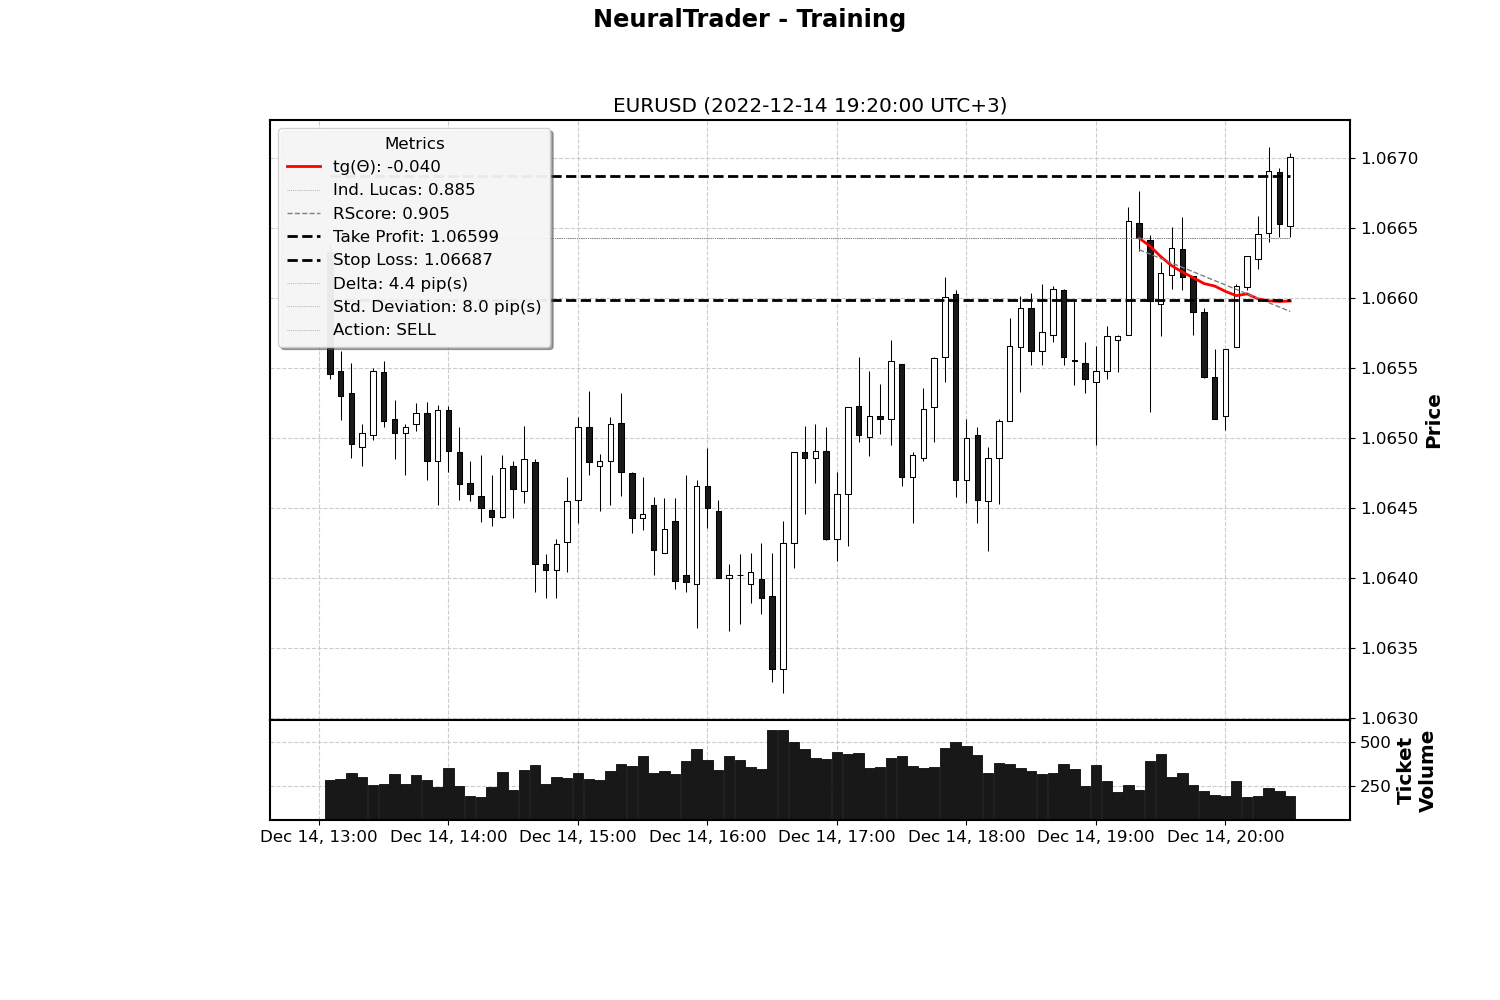 NeuralTrader - Training
EURUSD (2022-12-14 19:20:00 UTC+3)
Metrics
tg(Θ): -0.040
Ind. Lucas: 0.885
RScore: 0.905
Take Profit: 1.06599
Stop Loss: 1.06687
Delta: 4.4 pip(s)
Std. Deviation: 8.0 pip(s)
Action: SELL
1.0670
1.0665
1.0660
1.0655
1.0650
1.0645
1.0640
1.0635
1.0630
Price
500
250
Ticket
Volume
Dec 14, 13:00
Dec 14, 14:00
Dec 14, 15:00
Dec 14, 16:00
Dec 14, 17:00
Dec 14, 18:00
Dec 14, 19:00
Dec 14, 20:00